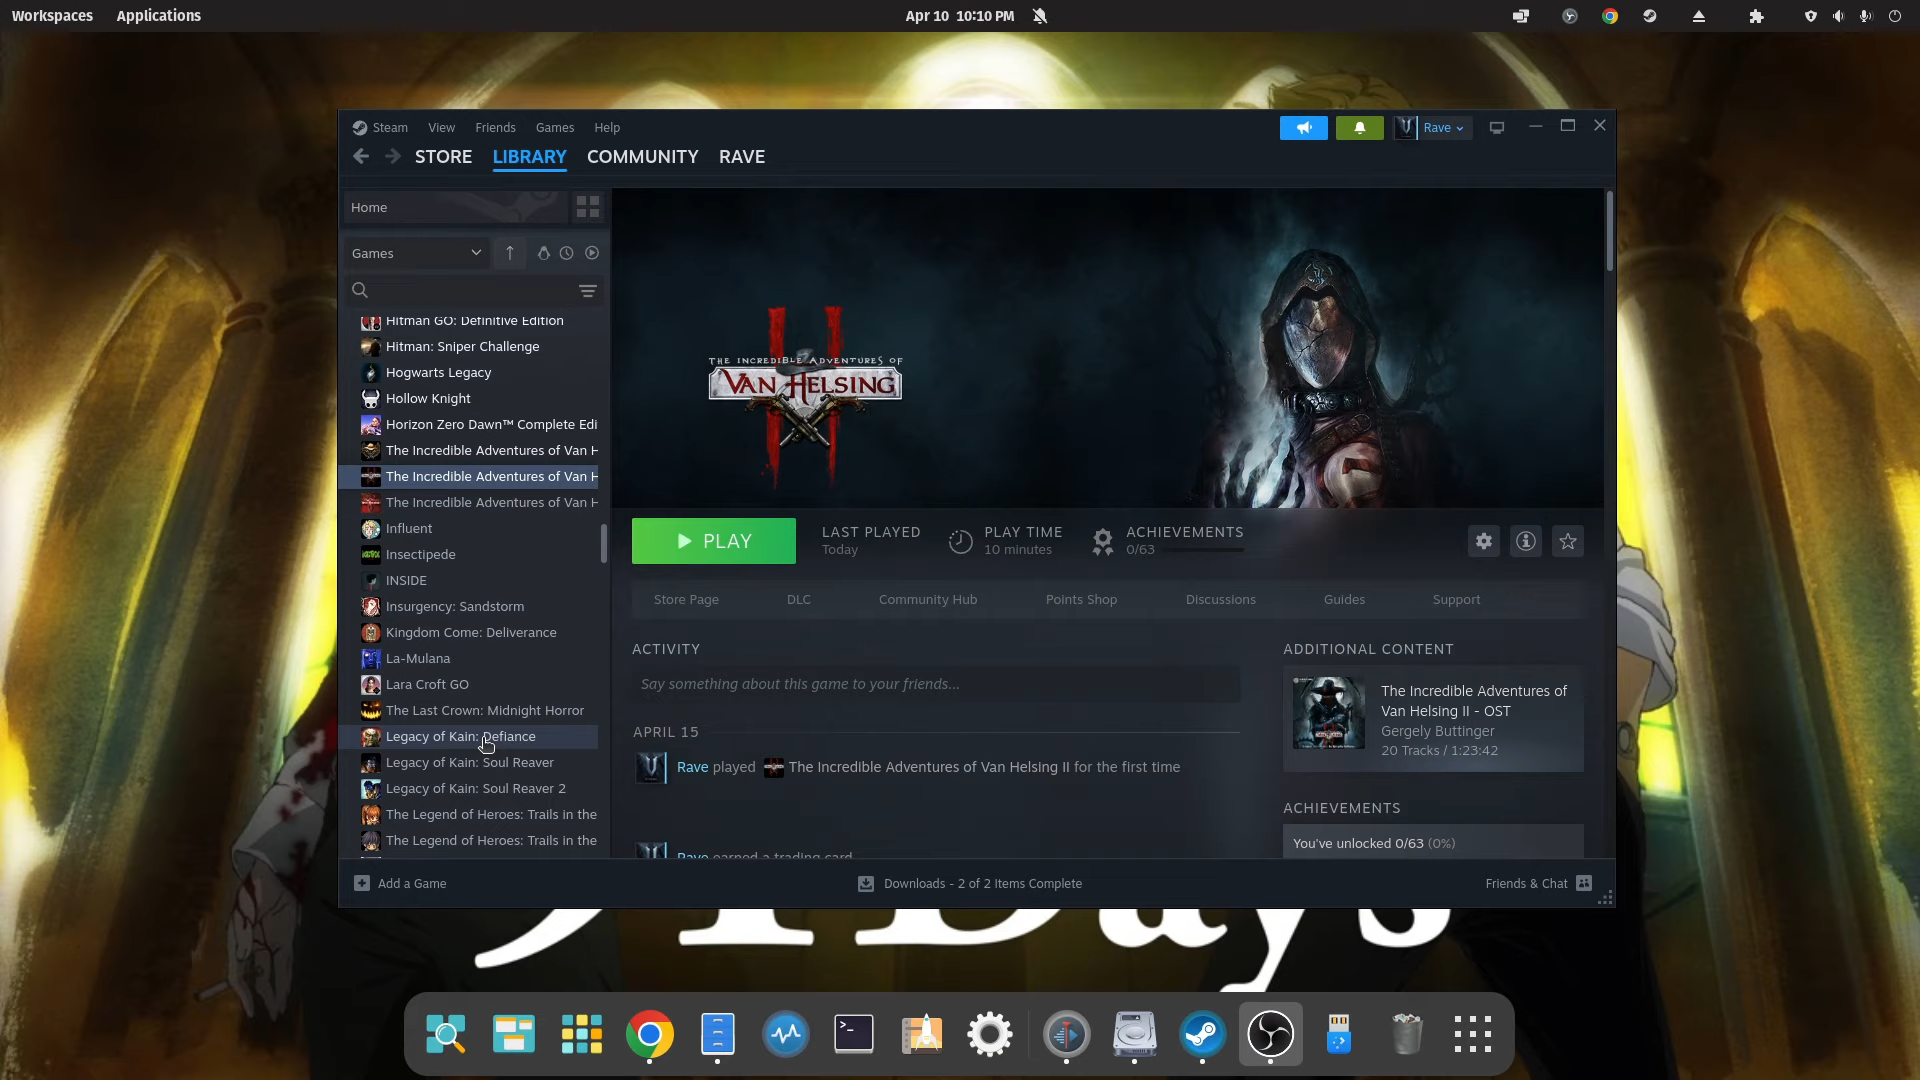 Workspaces Applications Apr 10 10:10 PM
Steam View Friends Games Help Rave
STORE LIBRARY COMMUNITY RAVE
Home
Games
Hitman GO: Definitive Edition
Hitman: Sniper Challenge
Hogwarts Legacy
Hollow Knight
Horizon Zero Dawn™ Complete Edi
The Incredible Adventures of Van H
The Incredible Adventures of Van H
The Incredible Adventures of Van H
Influent
Insectipede
INSIDE
Insurgency: Sandstorm
Kingdom Come: Deliverance
La-Mulana
Lara Croft GO
The Last Crown: Midnight Horror
Legacy of Kain: Defiance
Legacy of Kain: Soul Reaver
Legacy of Kain: Soul Reaver 2
The Legend of Heroes: Trails in the
The Legend of Heroes: Trails in the
THE INCREDIBLE ADVENTURES OF
VAN HELSING
II
PLAY
LAST PLAYED
Today
PLAY TIME
10 minutes
ACHIEVEMENTS
0/63
Store Page DLC Community Hub Points Shop Discussions Guides Support
ACTIVITY
Say something about this game to your friends...
APRIL 15
Rave played The Incredible Adventures of Van Helsing II for the first time
Rave earned a trading card
ADDITIONAL CONTENT
The Incredible Adventures of
Van Helsing II - OST
Gergely Buttinger
20 Tracks / 1:23:42
ACHIEVEMENTS
You've unlocked 0/63 (0%)
Add a Game
Downloads - 2 of 2 Items Complete
Friends & Chat
91 Days